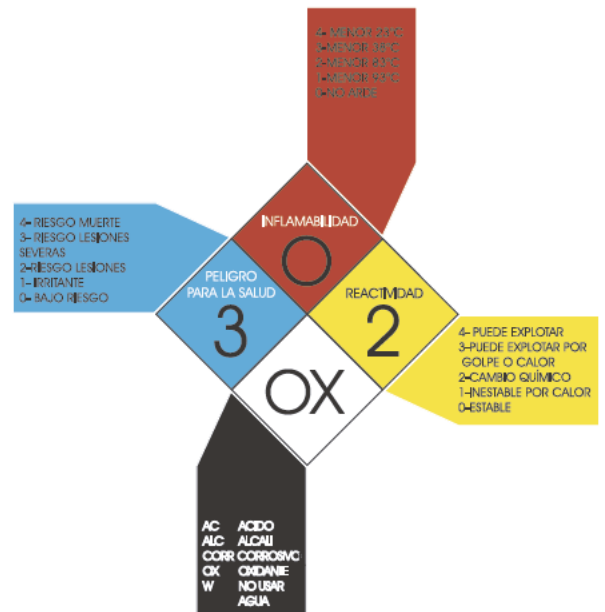 4- MENOR 23°C
3-MENOR 38°C
2-MENOR 63°C
1-MENOR 93°C
0-NO ARDE
INFLAMABILIDAD
0
4- RIESGO MUERTE
3- RIESGO LESIONES
SEVERAS
2-RIESGO LESIONES
1- IRRITANTE
0- BAJO RIESGO
PELIGRO
PARA LA SALUD
3
REACTIVIDAD
2
4- PUEDE EXPLOTAR
3-PUEDE EXPLOTAR POR
GOLPE O CALOR
2-CAMBIO QUÍMICO
1-INESTABLE POR CALOR
0-ESTABLE
OX
AC ACIDO
ALC ALCALI
CORR CORROSIVO
OX OXIDANTE
W NO USAR
AGUA